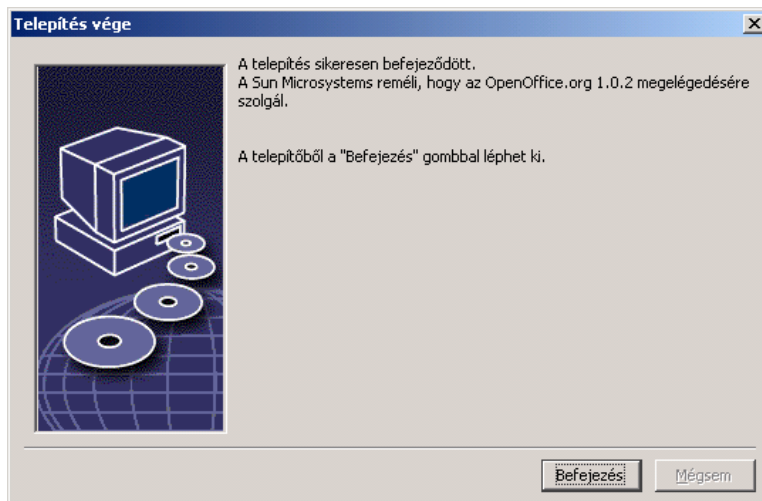 Telepítés vége
A telepítés sikeresen befejeződött.
A Sun Microsystems reméli, hogy az OpenOffice.org 1.0.2 megelégedésére
szolgál.
A telepítőből a "Befejezés" gombbal léphet ki.
Befejezés
Mégsem